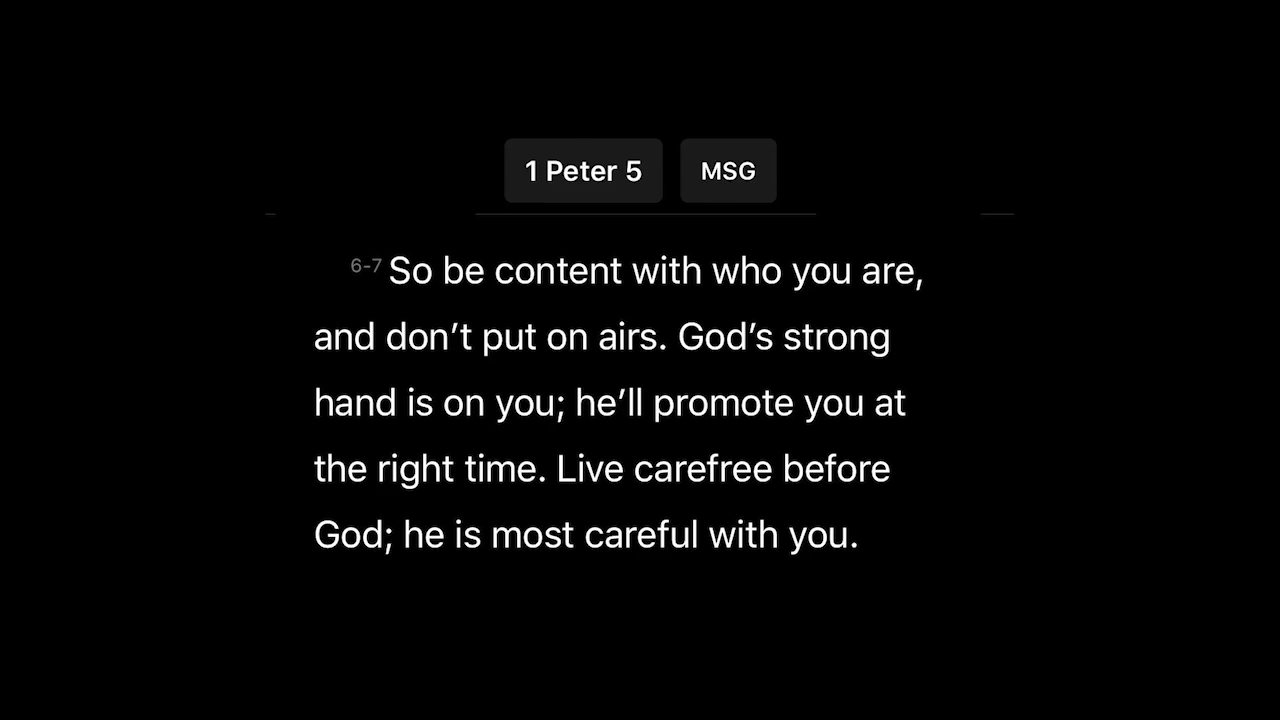 1 Peter 5 MSG
6-7 So be content with who you are,
and don’t put on airs. God’s strong
hand is on you; he’ll promote you at
the right time. Live carefree before
God; he is most careful with you.